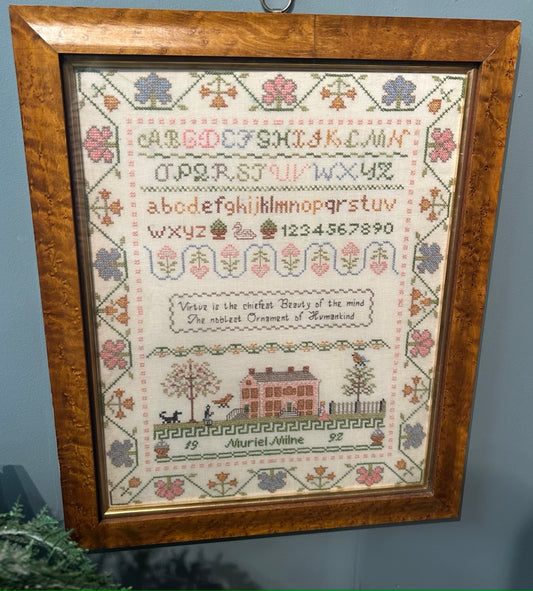 ABCDEFGHIJKLMN
OPQRSTUVWXYZ
abcdefghijklmnopqrstuv
wxyz 1234567890
Virtue is the chiefest Beauty of the mind
The noblest Ornament of Humankind
19 Muriel Milne 92